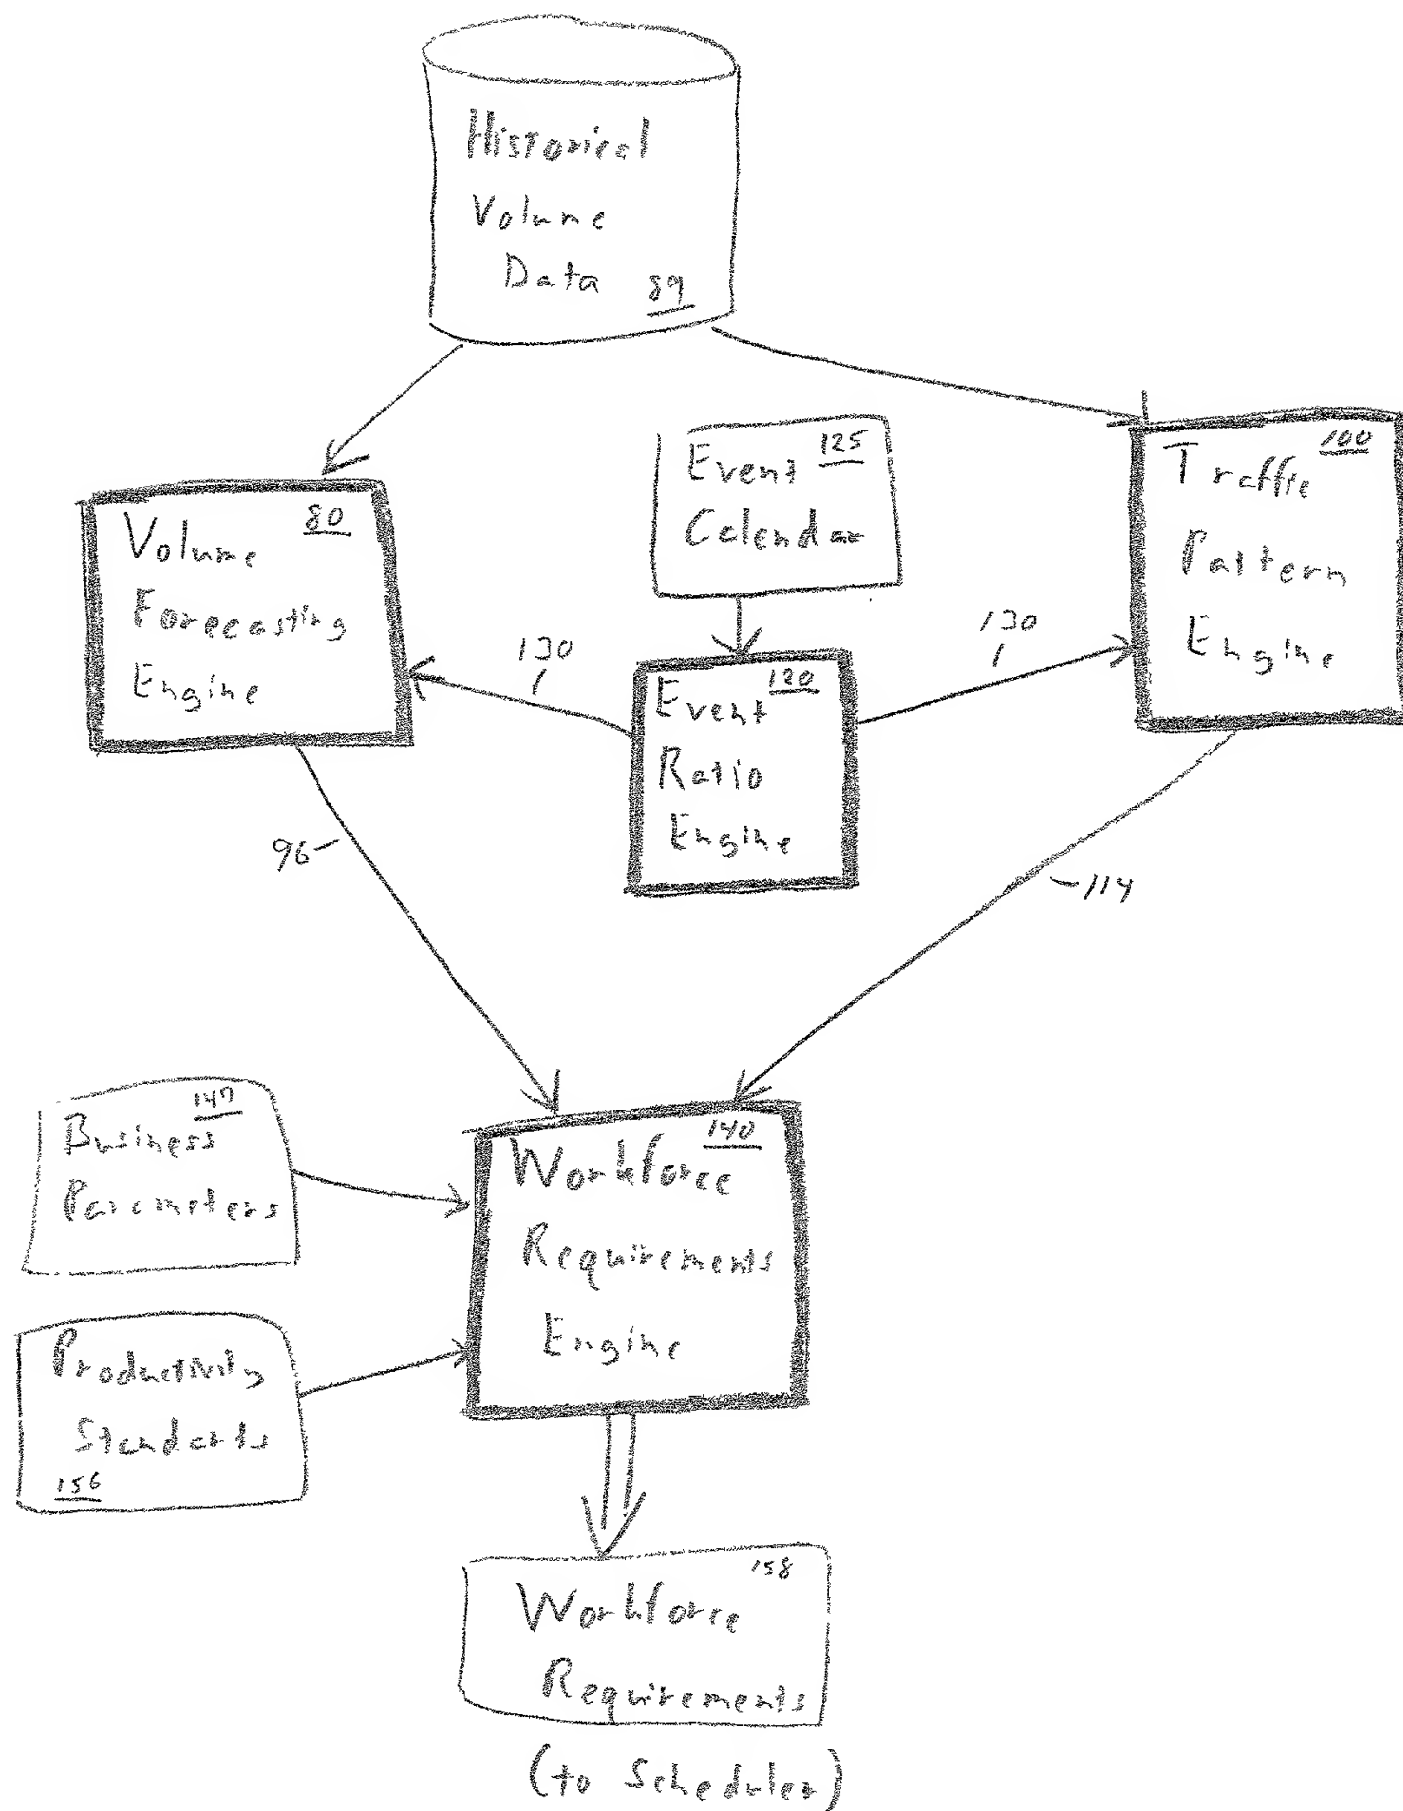 Historical
Volume
Data 89
80
Volume
Forecasting
Engine
125
Event
Calendar
100
Traffic
Pattern
Engine
130
130
120
Event
Ratio
Engine
96
114
147
Business
Parameters
140
Workforce
Requirements
Engine
Productivity
Standards
156
158
Workforce
Requirements
(to Scheduler)